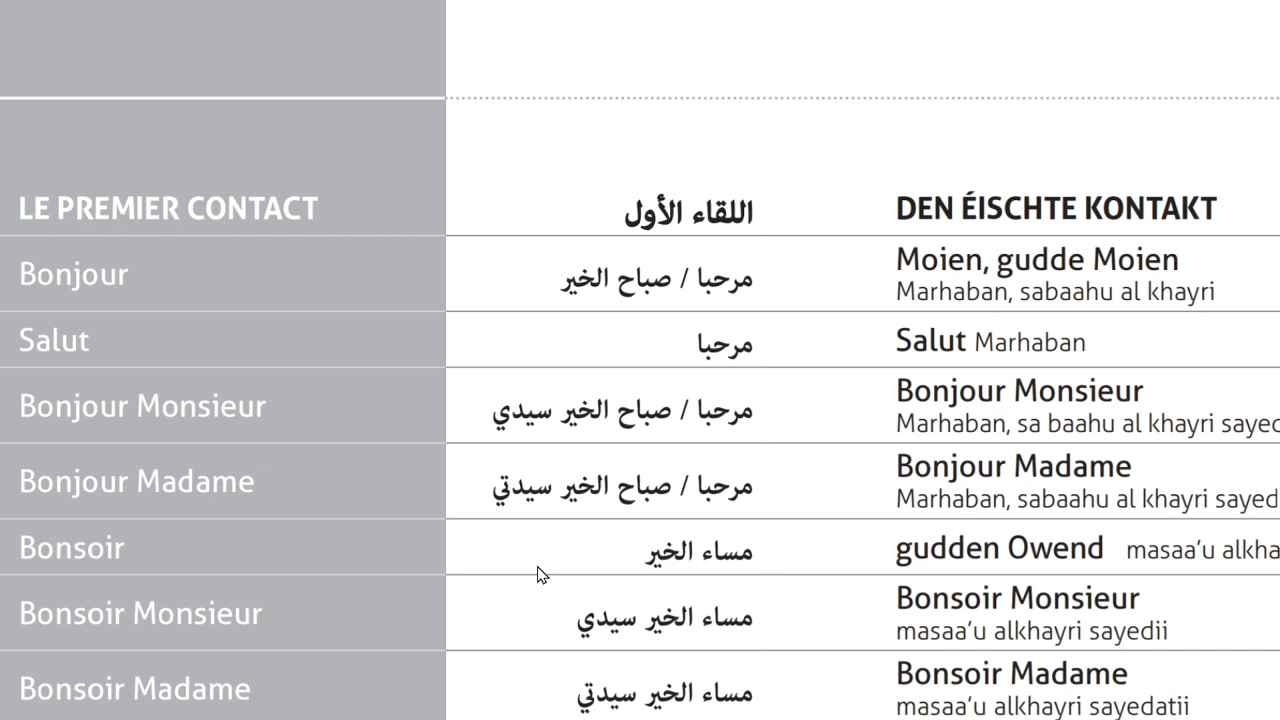 LE PREMIER CONTACT
اللقاء الأول
DEN ÉISCHTE KONTAKT
Bonjour
مرحبا / صباح الخير
Moien, gudde Moien
Marhaban, sabaahu al khayri
Salut
مرحبا
Salut Marhaban
Bonjour Monsieur
مرحبا / صباح الخير سيدي
Bonjour Monsieur
Marhaban, sa baahu al khayri
Bonjour Madame
مرحبا / صباح الخير سيدتي
Bonjour Madame
Marhaban, sabaahu al khayri
Bonsoir
مساء الخير
gudden Owend masaa’u
Bonsoir Monsieur
مساء الخير سيدي
Bonsoir Monsieur
masaa’u alkhayri sayedii
Bonsoir Madame
مساء الخير سيدتي
Bonsoir Madame
masaa’u alkhayri sayedatii